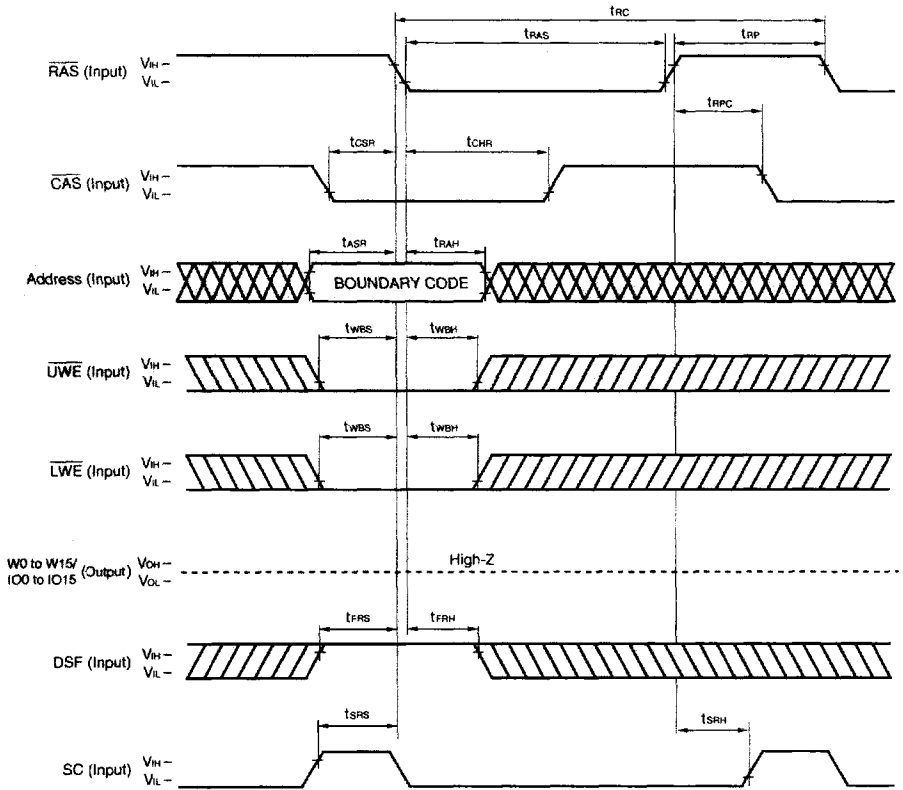 tRC
tRAS
tRP
RAS (Input)
VIH
VIL
tRPC
tCSR
tCHR
CAS (Input)
VIH
VIL
tASR
tRAH
Address (Input)
VIH
VIL
BOUNDARY CODE
tWBS
tWBH
UWE (Input)
VIH
VIL
tWBS
tWBH
LWE (Input)
VIH
VIL
High-Z
W0 to W15/
IO0 to IO15 (Output)
VOH
VOL
tFRS
tFRH
DSF (Input)
VIH
VIL
tSRS
tSRH
SC (Input)
VIH
VIL